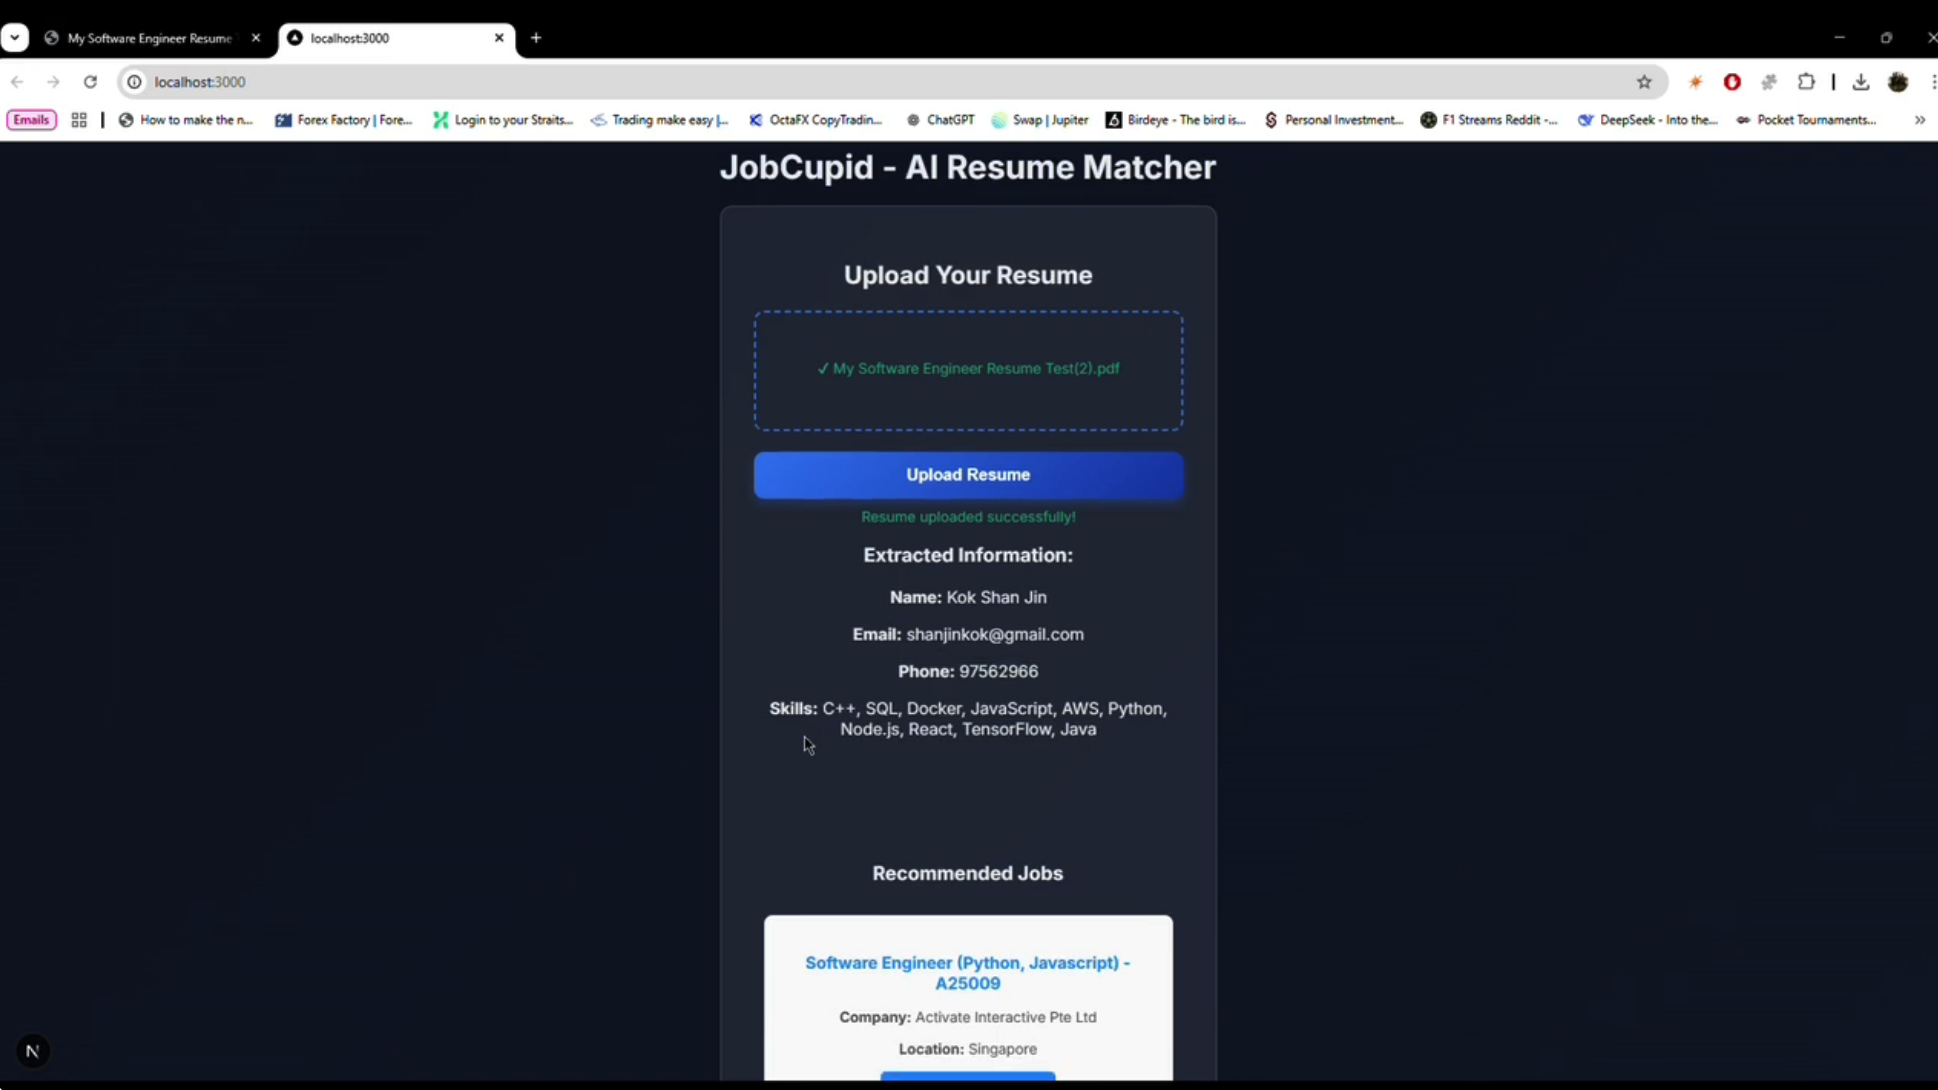 My Software Engineer Resume
localhost:3000
localhost:3000
Emails
How to make the n...
Forex Factory | Fore...
Login to your Straits...
Trading make easy |...
OctaFX CopyTradin...
ChatGPT
Swap | Jupiter
Birdeye - The bird is...
Personal Investment...
F1 Streams Reddit -...
DeepSeek - Into the...
Pocket Tournaments...
JobCupid - AI Resume Matcher
Upload Your Resume
✓ My Software Engineer Resume Test(2).pdf
Upload Resume
Resume uploaded successfully!
Extracted Information:
Name: Kok Shan Jin
Email: shanjinkok@gmail.com
Phone: 97562966
Skills: C++, SQL, Docker, JavaScript, AWS, Python,
Node.js, React, TensorFlow, Java
Recommended Jobs
Software Engineer (Python, Javascript) -
A25009
Company: Activate Interactive Pte Ltd
Location: Singapore
N